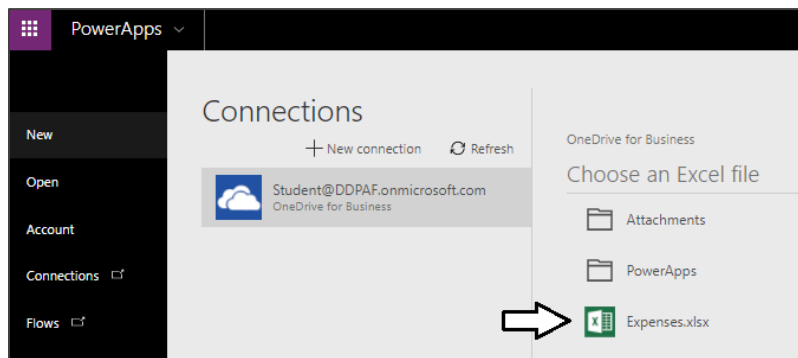 PowerApps
New
Open
Account
Connections
Flows
Connections
New connection
Refresh
Student@DDPAF.onmicrosoft.com
OneDrive for Business
OneDrive for Business
Choose an Excel file
Attachments
PowerApps
Expenses.xlsx